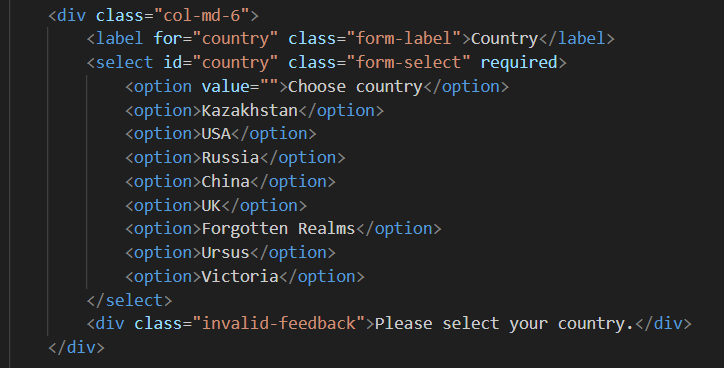 <div class="col-md-6">
<label for="country" class="form-label">Country</label>
<select id="country" class="form-select" required>
<option value="">Choose country</option>
<option>Kazakhstan</option>
<option>USA</option>
<option>Russia</option>
<option>China</option>
<option>UK</option>
<option>Forgotten Realms</option>
<option>Ursus</option>
<option>Victoria</option>
</select>
<div class="invalid-feedback">Please select your country.</div>
</div>